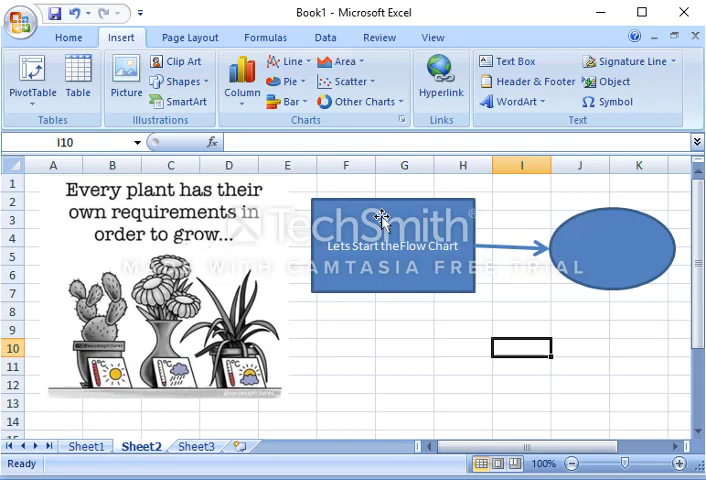 Book1 - Microsoft Excel
Home Insert Page Layout Formulas Data Review View
PivotTable Table
Tables
Picture Clip Art Shapes SmartArt
Illustrations
Column Line Pie Bar Area Scatter Other Charts
Charts
Hyperlink
Links
Text Box Header & Footer WordArt Signature Line Object Symbol
Text
I10 fx
A B C D E F G H I J K
1
2
3
4
5
6
7
8
9
10
11
12
13
14
Every plant has their
own requirements in
order to grow...
°C °C °C
Lets Start the Flow Chart
TechSmith
MADE WITH CAMTASIA FREE TRIAL
Sheet1 Sheet2 Sheet3
Ready 100%